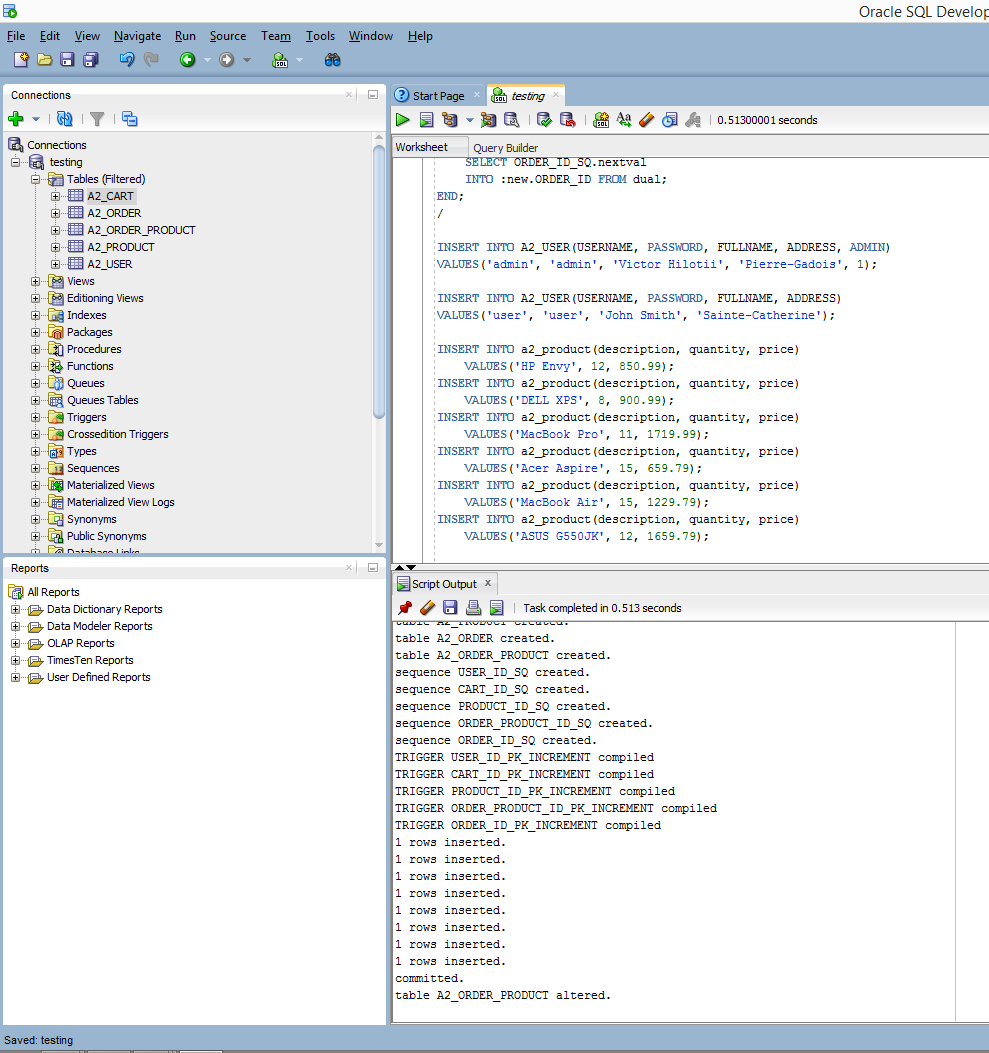 Oracle SQL Develop
File Edit View Navigate Run Source Team Tools Window Help
Connections
Connections
testing
Tables (Filtered)
A2_CART
A2_ORDER
A2_ORDER_PRODUCT
A2_PRODUCT
A2_USER
Views
Editioning Views
Indexes
Packages
Procedures
Functions
Queues
Queues Tables
Triggers
Crossedition Triggers
Types
Sequences
Materialized Views
Materialized View Logs
Synonyms
Public Synonyms
Database Links
Reports
All Reports
Data Dictionary Reports
Data Modeler Reports
OLAP Reports
TimesTen Reports
User Defined Reports
Start Page testing
0.51300001 seconds
Worksheet Query Builder
SELECT ORDER_ID_SQ.nextval
INTO :new.ORDER_ID FROM dual;
END;
/
INSERT INTO A2_USER(USERNAME, PASSWORD, FULLNAME, ADDRESS, ADMIN)
VALUES('admin', 'admin', 'Victor Hilotii', 'Pierre-Gadois', 1);
INSERT INTO A2_USER(USERNAME, PASSWORD, FULLNAME, ADDRESS)
VALUES('user', 'user', 'John Smith', 'Sainte-Catherine');
INSERT INTO a2_product(description, quantity, price)
VALUES('HP Envy', 12, 850.99);
INSERT INTO a2_product(description, quantity, price)
VALUES('DELL XPS', 8, 900.99);
INSERT INTO a2_product(description, quantity, price)
VALUES('MacBook Pro', 11, 1719.99);
INSERT INTO a2_product(description, quantity, price)
VALUES('Acer Aspire', 15, 659.79);
INSERT INTO a2_product(description, quantity, price)
VALUES('MacBook Air', 15, 1229.79);
INSERT INTO a2_product(description, quantity, price)
VALUES('ASUS G550JK', 12, 1659.79);
Script Output
Task completed in 0.513 seconds
table A2_PRODUCT created.
table A2_ORDER created.
table A2_ORDER_PRODUCT created.
sequence USER_ID_SQ created.
sequence CART_ID_SQ created.
sequence PRODUCT_ID_SQ created.
sequence ORDER_PRODUCT_ID_SQ created.
sequence ORDER_ID_SQ created.
TRIGGER USER_ID_PK_INCREMENT compiled
TRIGGER CART_ID_PK_INCREMENT compiled
TRIGGER PRODUCT_ID_PK_INCREMENT compiled
TRIGGER ORDER_PRODUCT_ID_PK_INCREMENT compiled
TRIGGER ORDER_ID_PK_INCREMENT compiled
1 rows inserted.
1 rows inserted.
1 rows inserted.
1 rows inserted.
1 rows inserted.
1 rows inserted.
1 rows inserted.
1 rows inserted.
committed.
table A2_ORDER_PRODUCT altered.
Saved: testing